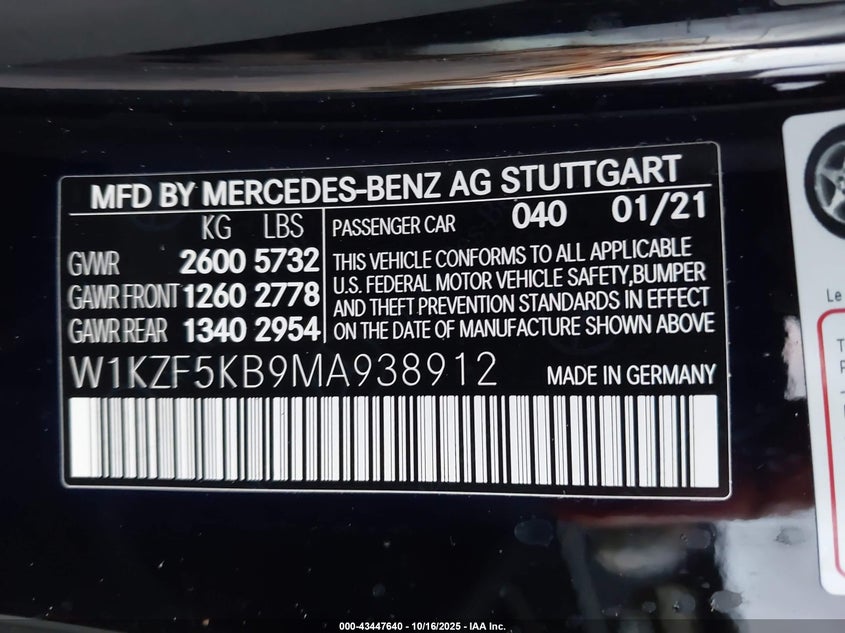 MFD BY MERCEDES-BENZ AG STUTTGART
KG LBS
PASSENGER CAR 040 01/21
GVWR 2600 5732
GAWR FRONT 1260 2778
GAWR REAR 1340 2954
THIS VEHICLE CONFORMS TO ALL APPLICABLE
U.S. FEDERAL MOTOR VEHICLE SAFETY,BUMPER
AND THEFT PREVENTION STANDARDS IN EFFECT
ON THE DATE OF MANUFACTURE SHOWN ABOVE
W1KZF5KB9MA938912
MADE IN GERMANY
Le
000-43447640 - 10/16/2025 - IAA Inc.